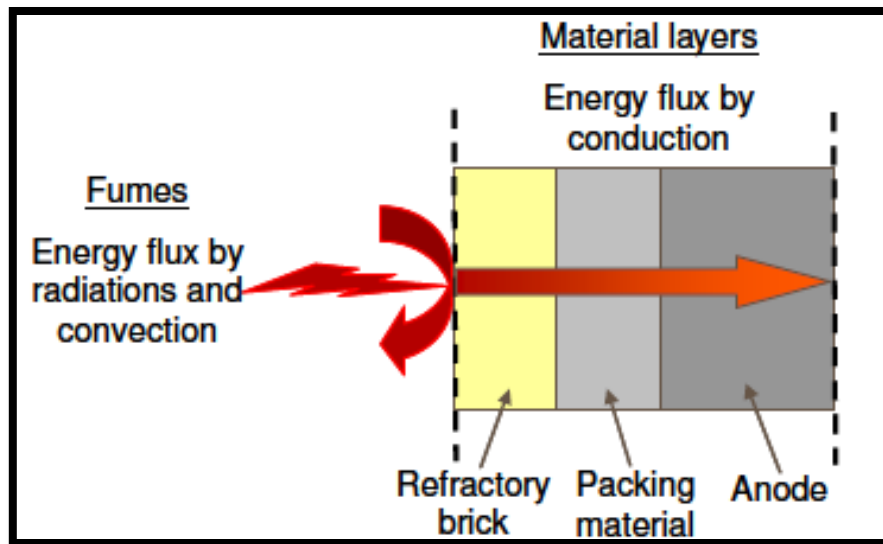 Material layers
Energy flux by
conduction
Fumes
Energy flux by
radiations and
convection
Refractory
brick
Packing
material
Anode